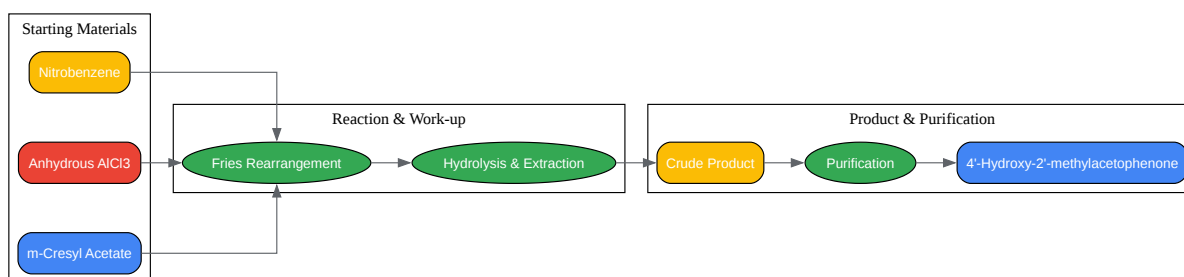 Starting Materials
Nitrobenzene
Anhydrous AlCl3
m-Cresyl Acetate
Reaction & Work-up
Fries Rearrangement
Hydrolysis & Extraction
Product & Purification
Crude Product
Purification
4'-Hydroxy-2'-methylacetophenone